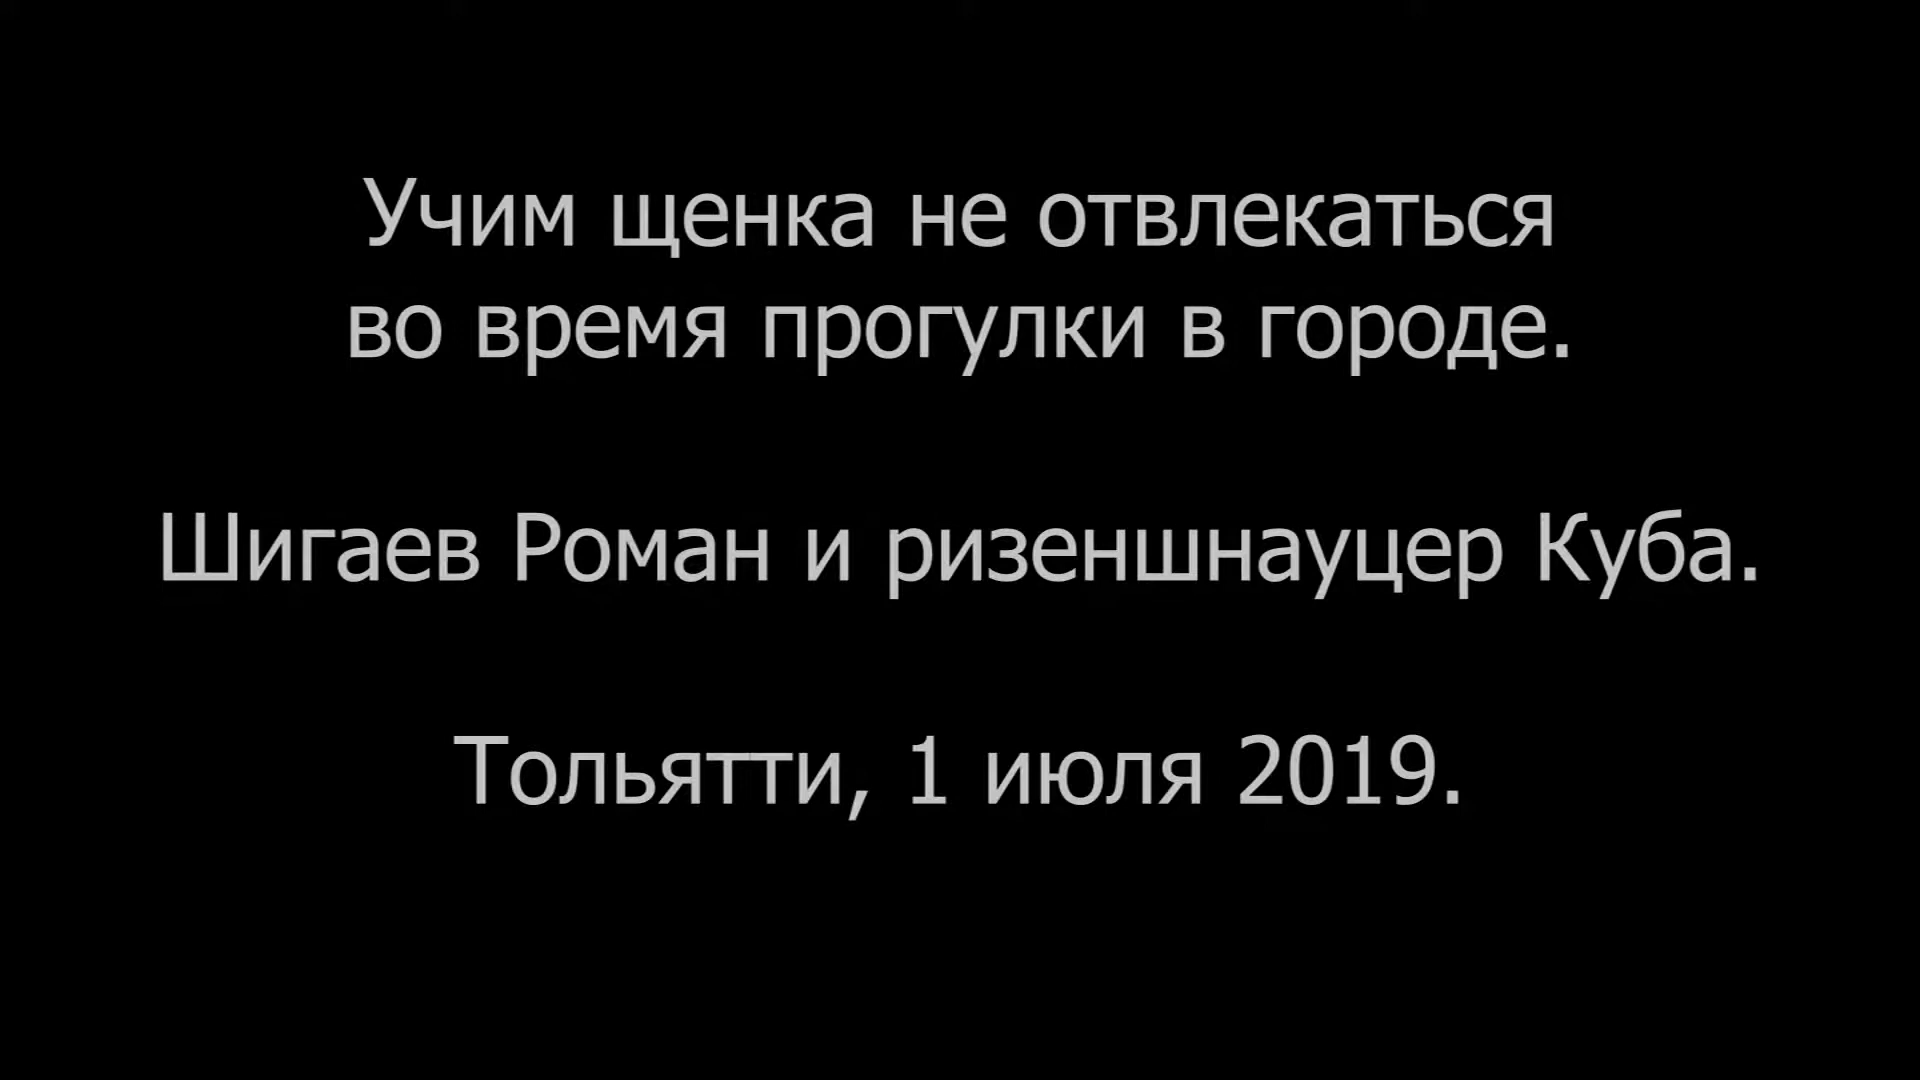 Учим щенка не отвлекаться
во время прогулки в городе.
Шигаев Роман и ризеншнауцер Куба.
Тольятти, 1 июля 2019.